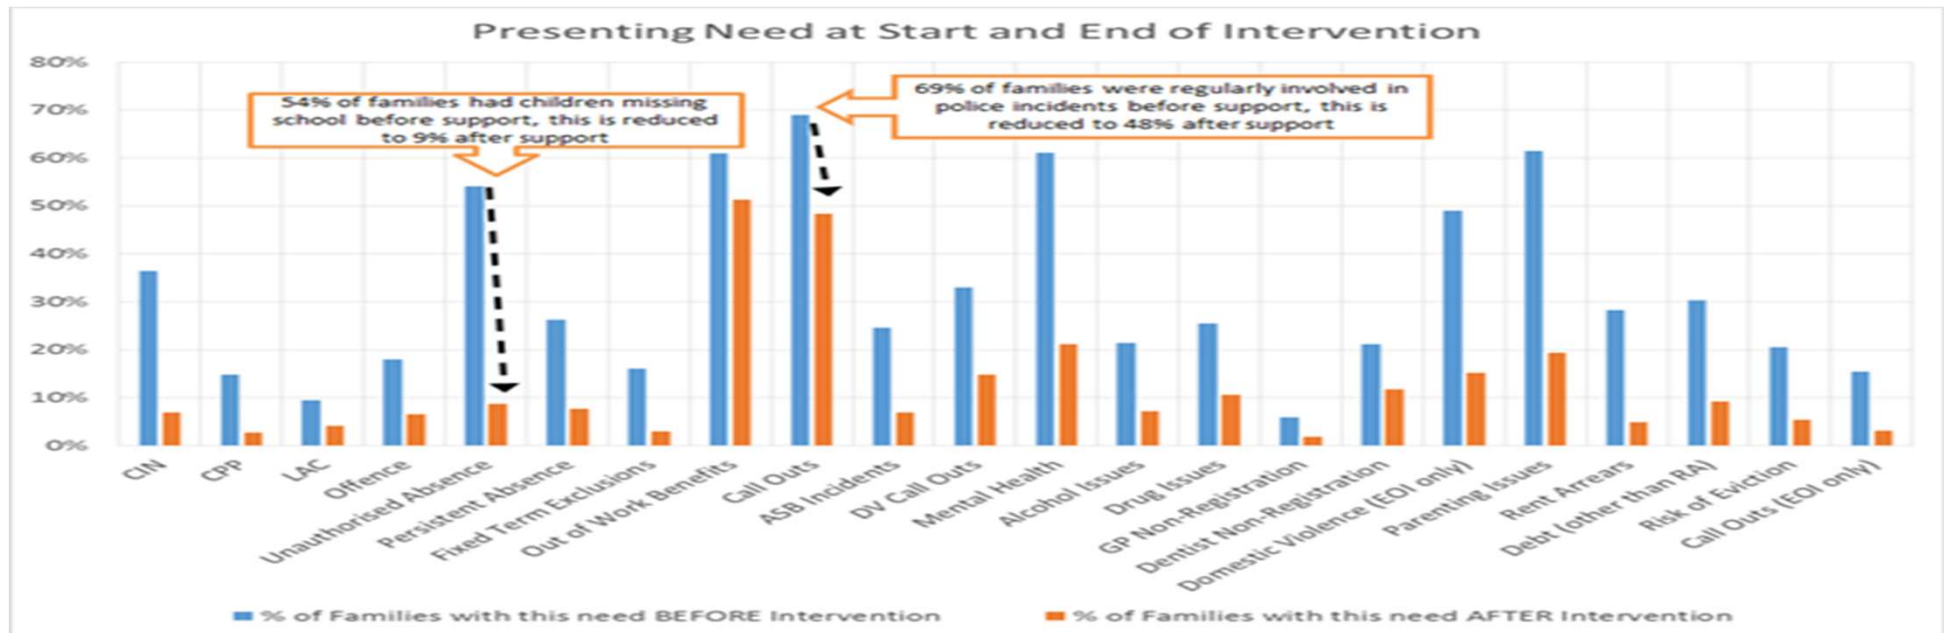 Presenting Need at Start and End of Intervention
80%
70%
60%
50%
40%
30%
20%
10%
0%
54% of families had children missing
school before support, this is reduced
to 9% after support
69% of families were regularly involved in
police incidents before support, this is
reduced to 48% after support
CIN
CPP
LAC
Offence
Unauthorised Absence
Persistent Absence
Fixed Term Exclusions
Out of Work Benefits
Call Outs
ASB Incidents
DV Call Outs
Mental Health
Alcohol Issues
Drug Issues
GP Non-Registration
Dentist Non-Registration
Domestic Violence (EOI only)
Parenting Issues
Rent Arrears
Debt (other than RA)
Risk of Eviction
Call Outs (EOI only)
% of Families with this need BEFORE Intervention
% of Families with this need AFTER Intervention